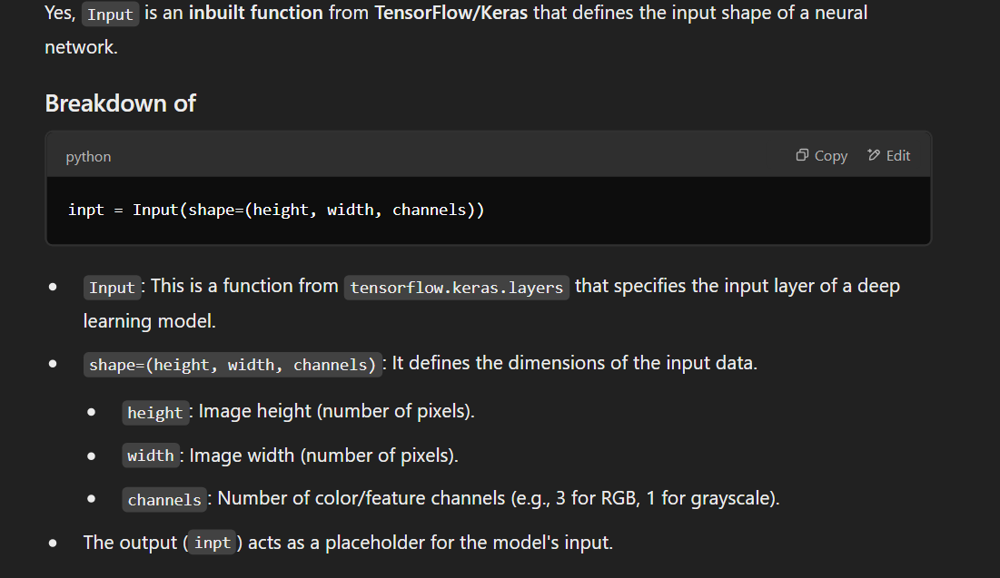 Yes, Input is an inbuilt function from TensorFlow/Keras that defines the input shape of a neural
network.
Breakdown of
python
Copy
Edit
inpt = Input(shape=(height, width, channels))
• Input: This is a function from tensorflow.keras.layers that specifies the input layer of a deep
learning model.
• shape=(height, width, channels): It defines the dimensions of the input data.
• height: Image height (number of pixels).
• width: Image width (number of pixels).
• channels: Number of color/feature channels (e.g., 3 for RGB, 1 for grayscale).
• The output (inpt) acts as a placeholder for the model's input.